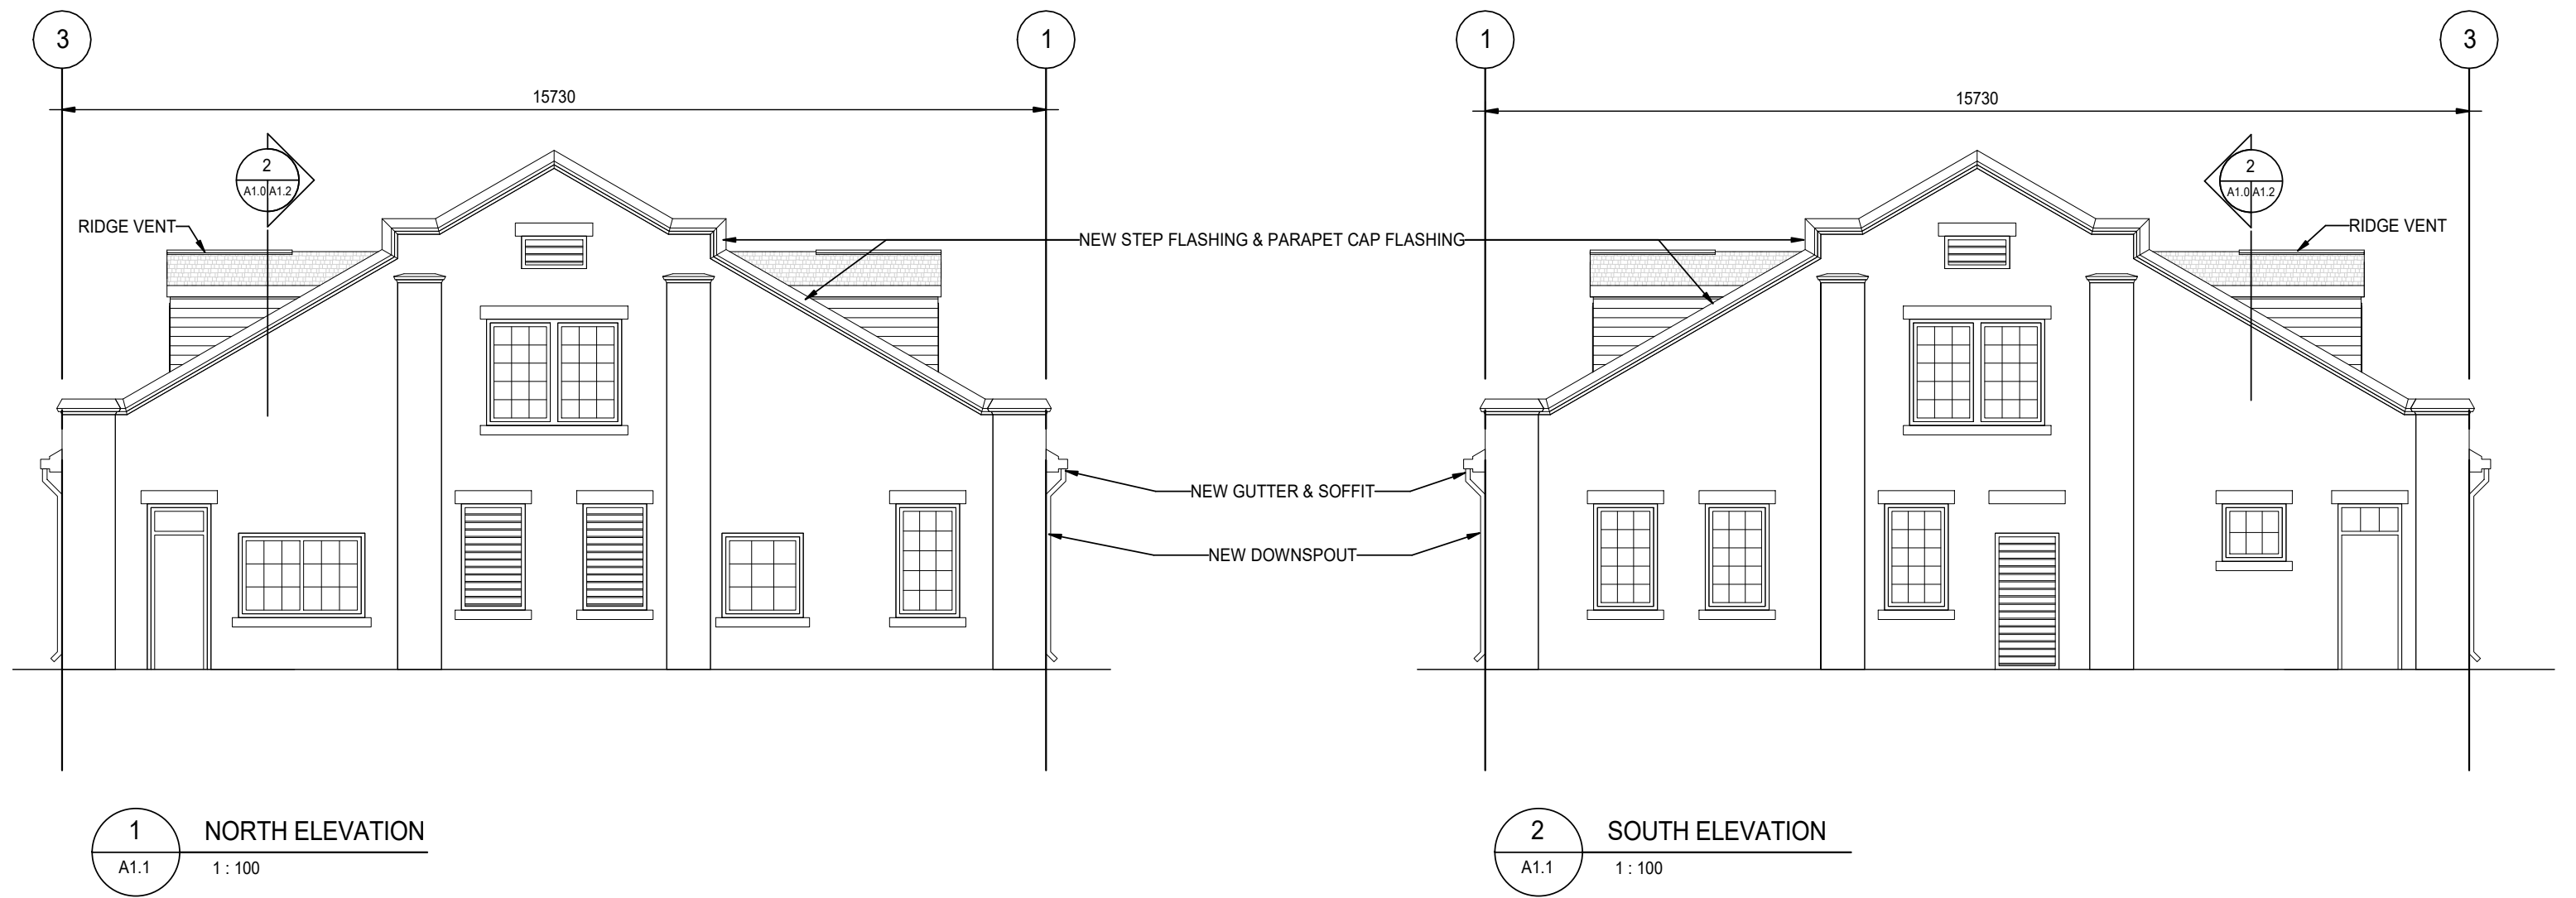 3
1
1
3
15730
15730
2
A1.0 A1.2
2
A1.0 A1.2
RIDGE VENT
RIDGE VENT
NEW STEP FLASHING & PARAPET CAP FLASHING
NEW GUTTER & SOFFIT
NEW DOWNSPOUT
1
NORTH ELEVATION
A1.1
1 : 100
2
SOUTH ELEVATION
A1.1
1 : 100